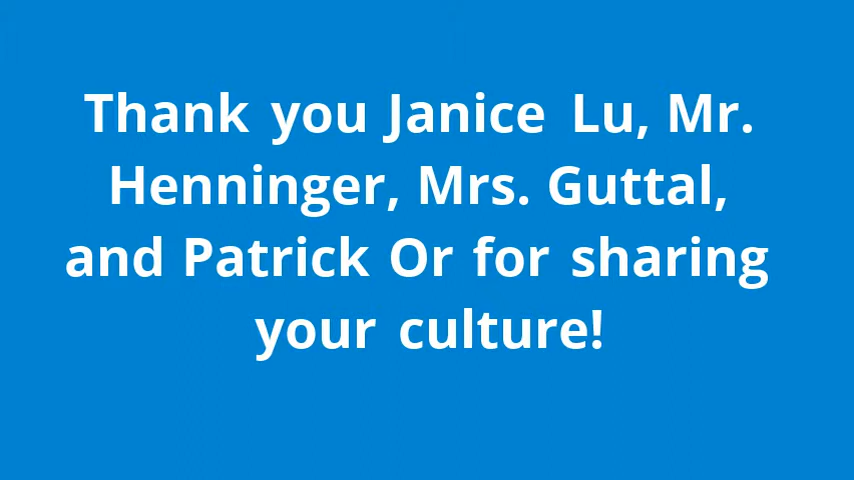 Thank you Janice Lu, Mr.
Henninger, Mrs. Guttal,
and Patrick Or for sharing
your culture!